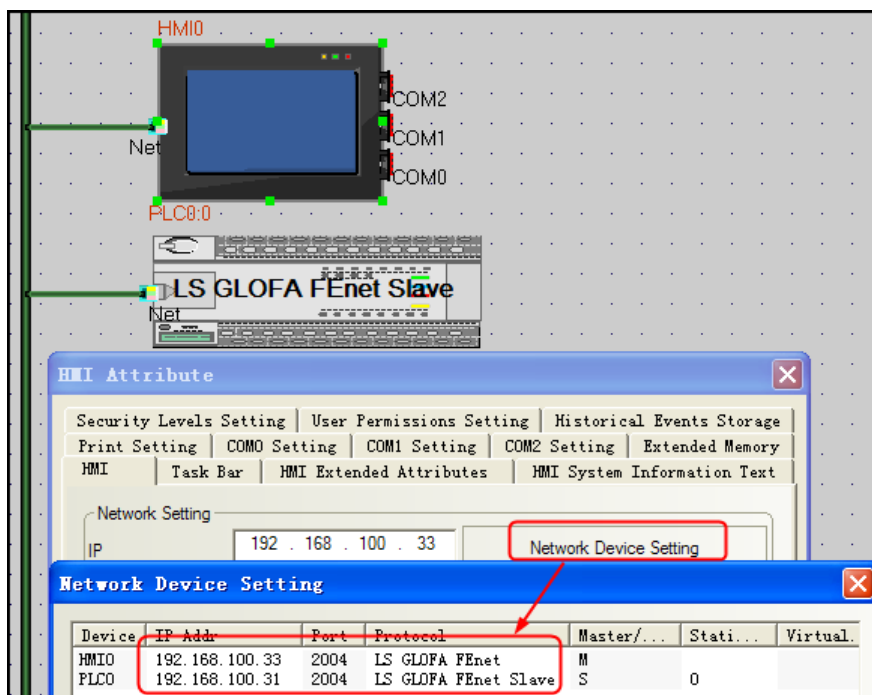 HMI0
COM2
COM1
Net
COM0
PLC0:0
LS GLOFA FEnet Slave
Net
HMI Attribute
Security Levels Setting User Permissions Setting Historical Events Storage
Print Setting COM0 Setting COM1 Setting COM2 Setting Extended Memory
HMI Task Bar HMI Extended Attributes HMI System Information Text
Network Setting
IP 192 . 168 . 100 . 33 Network Device Setting
Network Device Setting
Device IP Addr Port Protocol Master/... Stati... Virtual.
HMI0 192.168.100.33 2004 LS GLOFA FEnet M
PLC0 192.168.100.31 2004 LS GLOFA FEnet Slave S 0